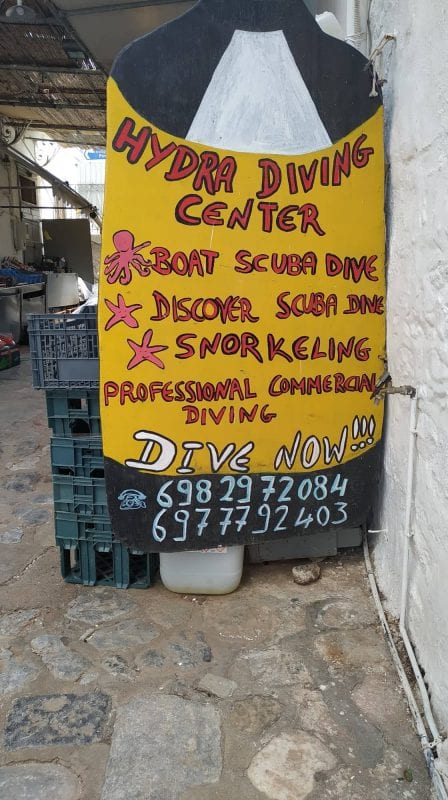 HYDRA DIVING
CENTER
BOAT SCUBA DIVE
DISCOVER SCUBA DIVE
SNORKELING
PROFESSIONAL COMMERCIAL
DIVING
DIVE NOW!!!
6982972084
6977792403